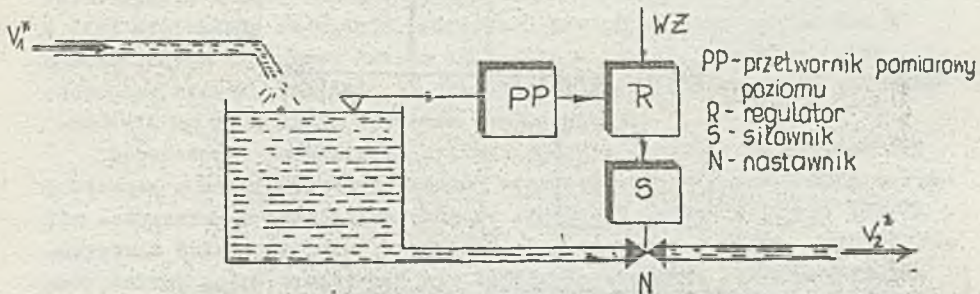 V₁*
WZ
PP
R
PP-przetwornik pomiarowy
poziomu
R - regulator
S - siłownik
N - nastawnik
S
V₂*
N